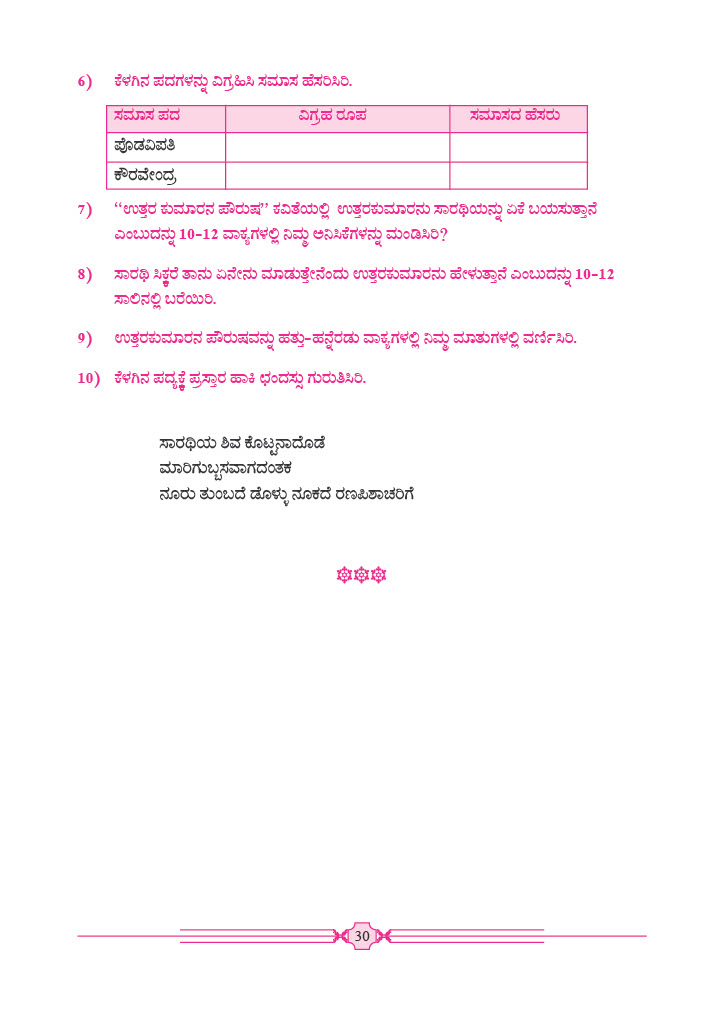 6) ಕೆಳಗಿನ ಪದಗಳನ್ನು ವಿಗ್ರಹಿಸಿ ಸಮಾಸ ಹೆಸರಿಸಿರಿ.
ಸಮಾಸ ಪದ ವಿಗ್ರಹ ರೂಪ ಸಮಾಸದ ಹೆಸರು
ಪೊಡವಿಪತಿ
ಕೌರವೇಂದ್ರ
7) “ಉತ್ತರ ಕುಮಾರನ ಪೌರುಷ” ಕವಿತೆಯಲ್ಲಿ ಉತ್ತರಕುಮಾರನು ಸಾರಥಿಯನ್ನು ಏಕೆ ಬಯಸುತ್ತಾನೆ
ಎಂಬುದನ್ನು 10-12 ವಾಕ್ಯಗಳಲ್ಲಿ ನಿಮ್ಮ ಅನಿಸಿಕೆಗಳನ್ನು ಮಂಡಿಸಿರಿ?
8) ಸಾರಥಿ ಸಿಕ್ಕರೆ ತಾನು ಏನೇನು ಮಾಡುತ್ತೇನೆಂದು ಉತ್ತರಕುಮಾರನು ಹೇಳುತ್ತಾನೆ ಎಂಬುದನ್ನು 10-12
ಸಾಲಿನಲ್ಲಿ ಬರೆಯಿರಿ.
9) ಉತ್ತರಕುಮಾರನ ಪೌರುಷವನ್ನು ಹತ್ತು-ಹನ್ನೆರಡು ವಾಕ್ಯಗಳಲ್ಲಿ ನಿಮ್ಮ ಮಾತುಗಳಲ್ಲಿ ವರ್ಣಿಸಿರಿ.
10) ಕೆಳಗಿನ ಪದ್ಯಕ್ಕೆ ಪ್ರಸ್ತಾರ ಹಾಕಿ ಛಂದಸ್ಸು ಗುರುತಿಸಿರಿ.
ಸಾರಥಿಯ ಶಿವ ಕೊಟ್ಟನಾದೊಡೆ
ಮಾರಿಗುಬ್ಬಸವಾಗದಂತಕ
ನೂರು ತುಂಬದೆ ಡೊಳ್ಳು ನೂಕದೆ ರಣಪಿಶಾಚರಿಗೆ
30